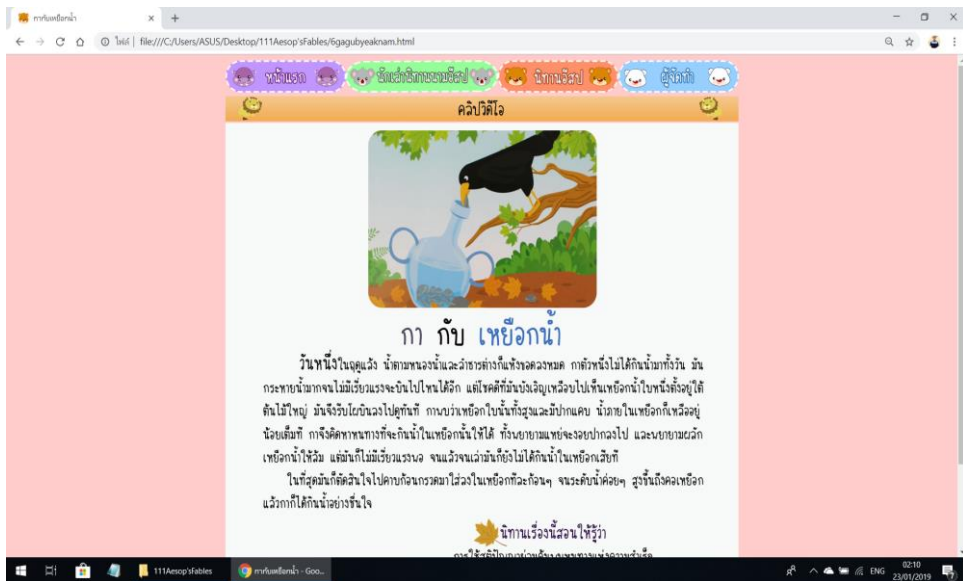 กากับเหยือกน้ำ
ไฟล์ | file:///C:/Users/ASUS/Desktop/111Aesop'sFables/6gagubyeaknam.html
หน้าแรก นักเล่านิทานนามอีสป นิทานอีสป ผู้จัดทำ
คลิปวิดีโอ
กา กับ เหยือกน้ำ
วันหนึ่งในฤดูแล้ง น้ำตามหนองน้ำและลำธารต่างก็แห้งขอดลงหมด กาตัวหนึ่งไม่ได้กินน้ำมาทั้งวัน มัน
กระหายน้ำมากจนไม่มีเรี่ยวแรงจะบินไปไหนได้อีก แต่โชคดีที่มันบังเอิญเหลือบไปเห็นเหยือกน้ำใบหนึ่งตั้งอยู่ใต้
ต้นไม้ใหญ่ มันจึงรีบโผบินลงไปดูทันที กาพบว่าเหยือกใบนั้นทั้งสูงและมีปากแคบ น้ำภายในเหยือกก็เหลืออยู่
น้อยเต็มที กาจึงคิดหาหนทางที่จะกินน้ำในเหยือกนั้นให้ได้ ทั้งพยายามแหย่จะงอยปากลงไป และพยายามผลัก
เหยือกน้ำให้ล้ม แต่มันก็ไม่มีเรี่ยวแรงพอ จนแล้วจนเล่ามันก็ยังไม่ได้กินน้ำในเหยือกเสียที
ในที่สุดมันก็ตัดสินใจไปคาบก้อนกรวดมาใส่ลงในเหยือกทีละก้อนๆ จนระดับน้ำค่อยๆ สูงขึ้นถึงคอเหยือก
แล้วกาก็ได้กินน้ำอย่างชื่นใจ
นิทานเรื่องนี้สอนให้รู้ว่า
111Aesop'sFables กากับเหยือกน้ำ - Goo... ENG 02:10
23/01/2019